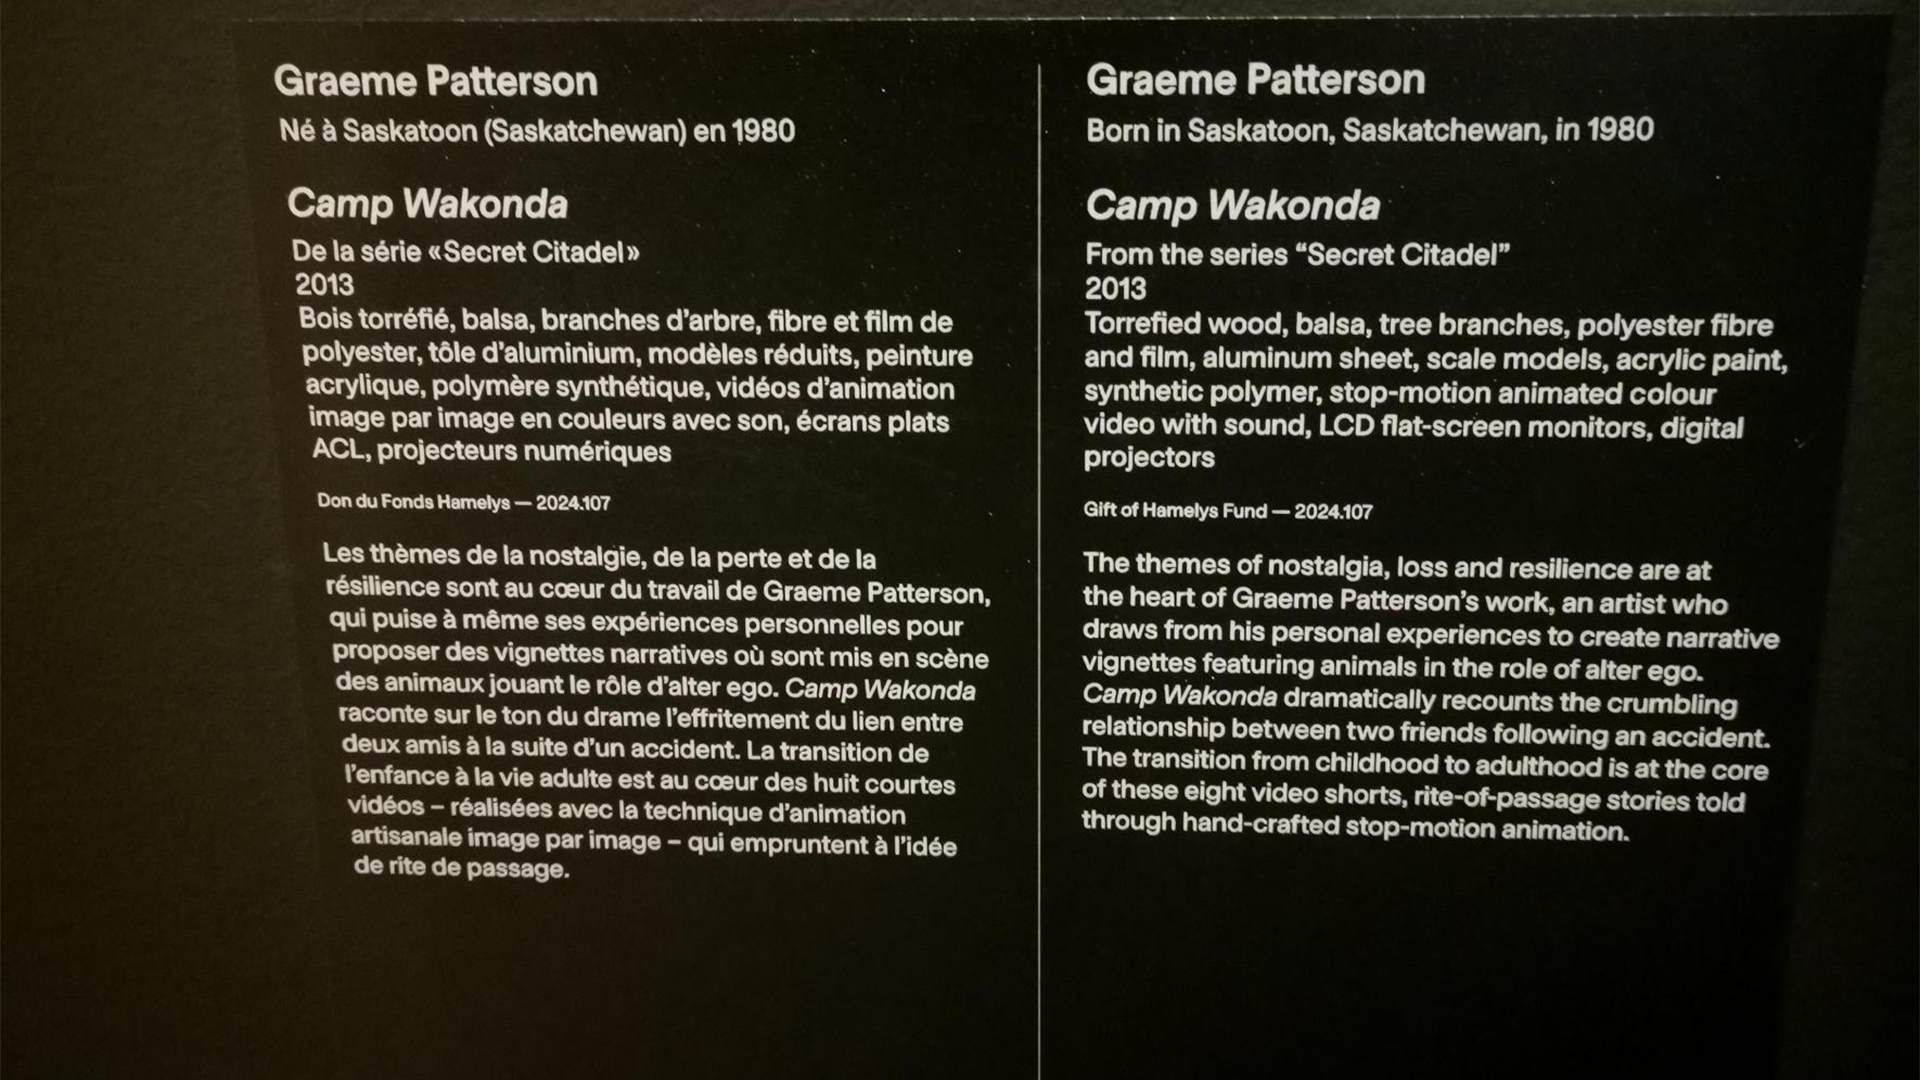 Graeme Patterson
Né à Saskatoon (Saskatchewan) en 1980
Camp Wakonda
De la série «Secret Citadel»
2013
Bois torréfié, balsa, branches d'arbre, fibre et film de
polyester, tôle d'aluminium, modèles réduits, peinture
acrylique, polymère synthétique, vidéos d'animation
image par image en couleurs avec son, écrans plats
ACL, projecteurs numériques
Don du Fonds Hamelys — 2024.107
Les thèmes de la nostalgie, de la perte et de la
résilience sont au cœur du travail de Graeme Patterson,
qui puise à même ses expériences personnelles pour
proposer des vignettes narratives où sont mis en scène
des animaux jouant le rôle d'alter ego. Camp Wakonda
raconte sur le ton du drame l'effritement du lien entre
deux amis à la suite d'un accident. La transition de
l'enfance à la vie adulte est au cœur des huit courtes
vidéos – réalisées avec la technique d'animation
artisanale image par image – qui empruntent à l'idée
de rite de passage.
Graeme Patterson
Born in Saskatoon, Saskatchewan, in 1980
Camp Wakonda
From the series “Secret Citadel”
2013
Torrefied wood, balsa, tree branches, polyester fibre
and film, aluminum sheet, scale models, acrylic paint,
synthetic polymer, stop-motion animated colour
video with sound, LCD flat-screen monitors, digital
projectors
Gift of Hamelys Fund — 2024.107
The themes of nostalgia, loss and resilience are at
the heart of Graeme Patterson's work, an artist who
draws from his personal experiences to create narrative
vignettes featuring animals in the role of alter ego.
Camp Wakonda dramatically recounts the crumbling
relationship between two friends following an accident.
The transition from childhood to adulthood is at the core
of these eight video shorts, rite-of-passage stories told
through hand-crafted stop-motion animation.